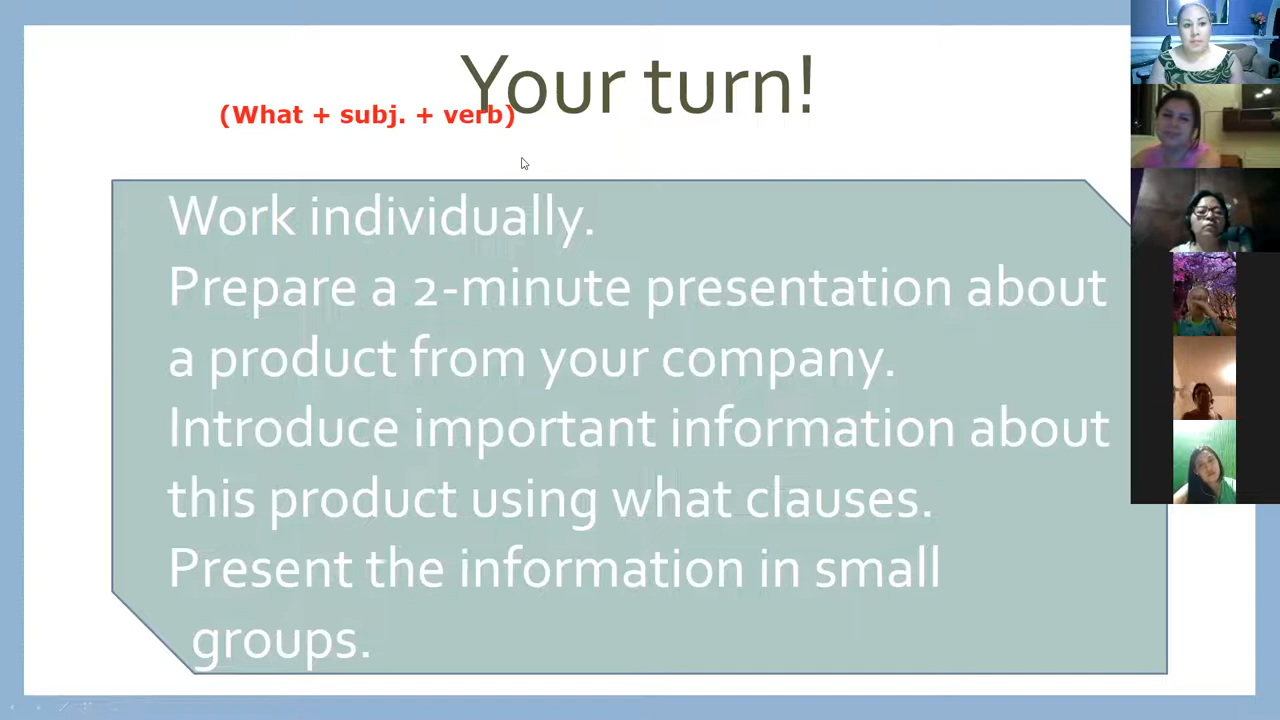 Your turn!
(What + subj. + verb)
Work individually.
Prepare a 2-minute presentation about
a product from your company.
Introduce important information about
this product using what clauses.
Present the information in small
groups.